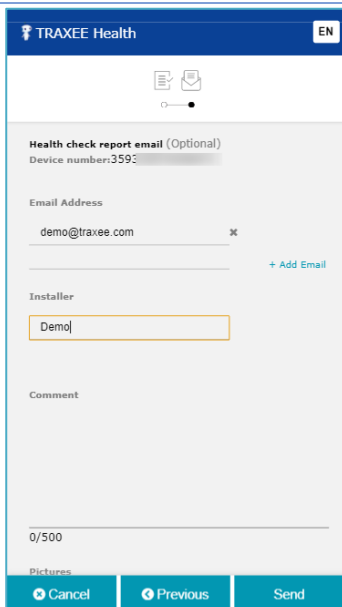 TRAXEE Health
EN
Health check report email (Optional)
Device number:3593
Email Address
demo@traxee.com
+ Add Email
Installer
Demo
Comment
0/500
Pictures
Cancel
Previous
Send